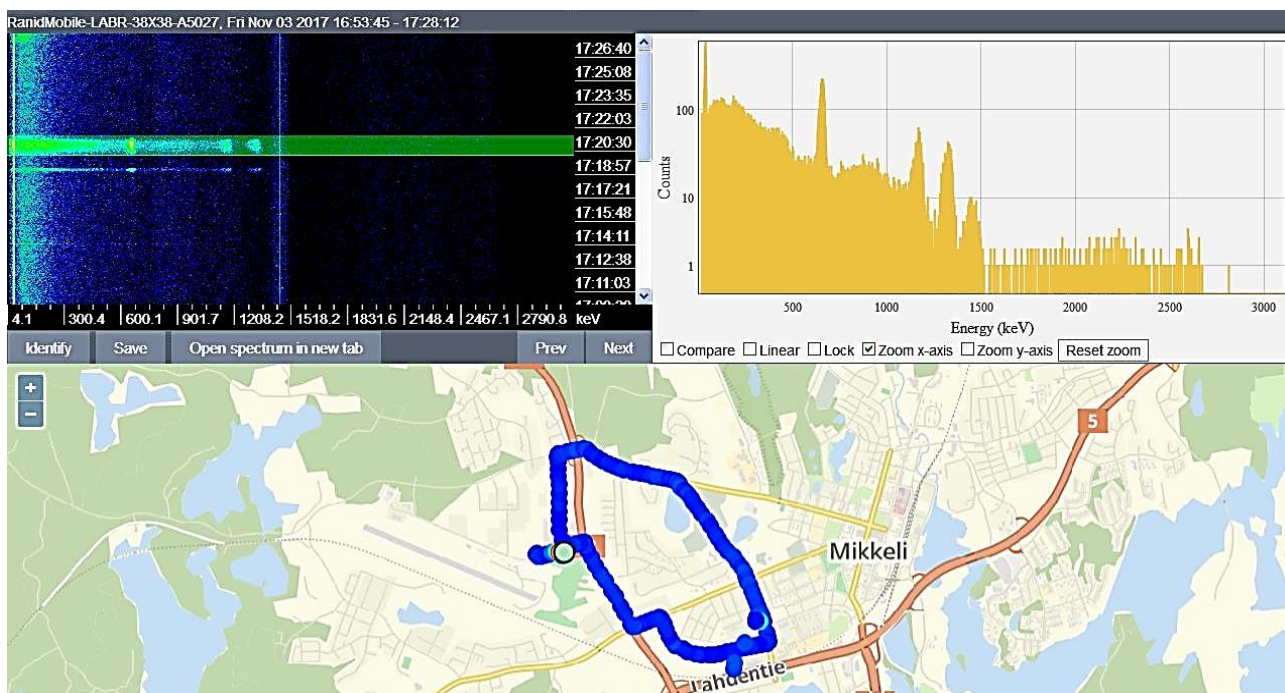 RanidMobile-LABR-38X38-A5027, Fri Nov 03 2017 16:53:45 - 17:28:12
17:26:40
17:25:08
17:23:35
17:22:03
17:20:30
17:18:57
17:17:21
17:15:48
17:14:11
17:12:38
17:11:03
4.1 300.4 600.1 901.7 1208.2 1518.2 1831.6 2148.4 2467.1 2790.8 keV
Identify Save Open spectrum in new tab Prev Next
Counts
100
10
1
500 1000 1500 2000 2500 3000
Energy (keV)
Compare Linear Lock Zoom x-axis Zoom y-axis Reset zoom
+
−
5
Mikkeli
Lahdentie